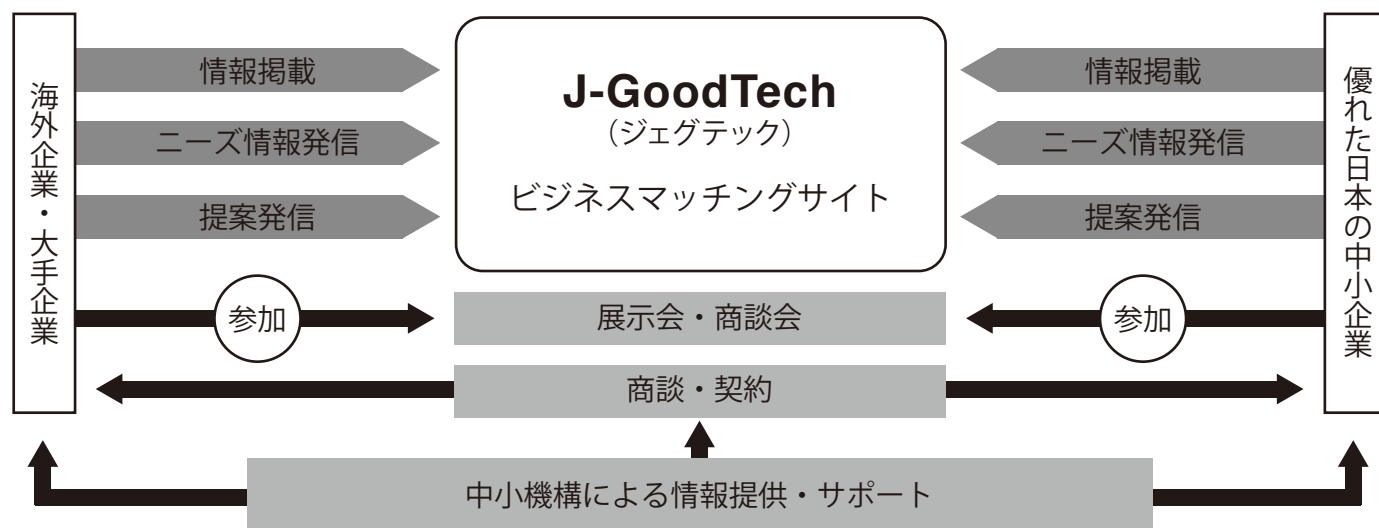 海外企業・大手企業
情報掲載
ニーズ情報発信
提案発信
参加
J-GoodTech
（ジェグテック）
ビジネスマッチングサイト
展示会・商談会
商談・契約
情報掲載
ニーズ情報発信
提案発信
参加
優れた日本の中小企業
中小機構による情報提供・サポート